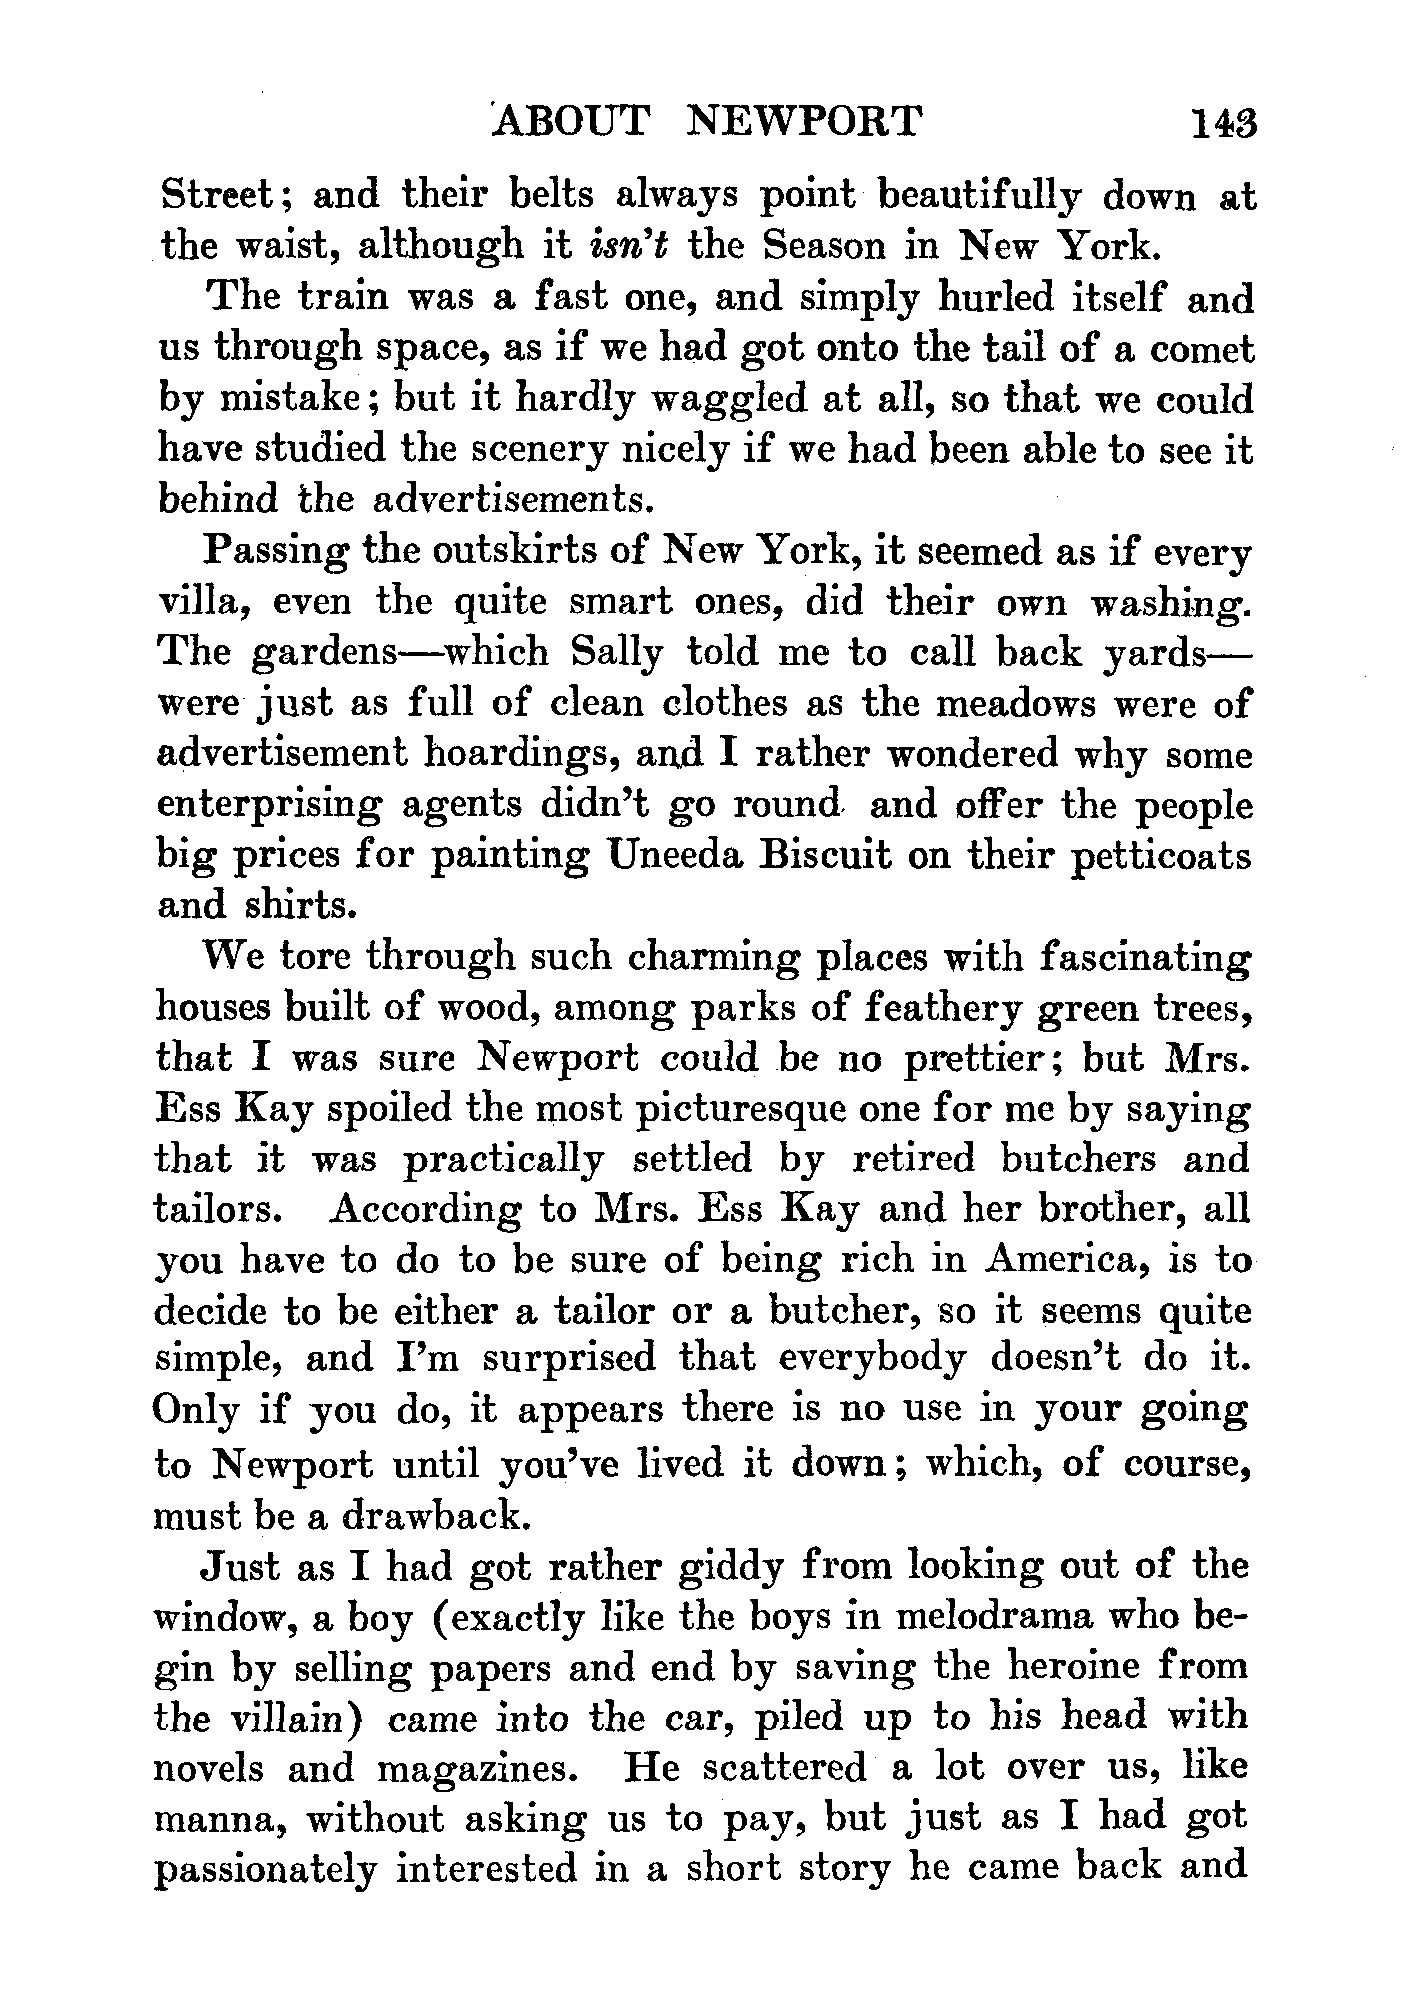 ABOUT NEWPORT 143
Street; and their belts always point beautifully down at
the waist, although it isn't the Season in New York.
The train was a fast one, and simply hurled itself and
us through space, as if we had got onto the tail of a comet
by mistake; but it hardly waggled at all, so that we could
have studied the scenery nicely if we had been able to see it
behind the advertisements.
Passing the outskirts of New York, it seemed as if every
villa, even the quite smart ones, did their own washing.
The gardens—which Sally told me to call back yards—
were just as full of clean clothes as the meadows were of
advertisement hoardings, and I rather wondered why some
enterprising agents didn't go round and offer the people
big prices for painting Uneeda Biscuit on their petticoats
and shirts.
We tore through such charming places with fascinating
houses built of wood, among parks of feathery green trees,
that I was sure Newport could be no prettier; but Mrs.
Ess Kay spoiled the most picturesque one for me by saying
that it was practically settled by retired butchers and
tailors. According to Mrs. Ess Kay and her brother, all
you have to do to be sure of being rich in America, is to
decide to be either a tailor or a butcher, so it seems quite
simple, and I'm surprised that everybody doesn't do it.
Only if you do, it appears there is no use in your going
to Newport until you've lived it down; which, of course,
must be a drawback.
Just as I had got rather giddy from looking out of the
window, a boy (exactly like the boys in melodrama who be-
gin by selling papers and end by saving the heroine from
the villain) came into the car, piled up to his head with
novels and magazines. He scattered a lot over us, like
manna, without asking us to pay, but just as I had got
passionately interested in a short story he came back and